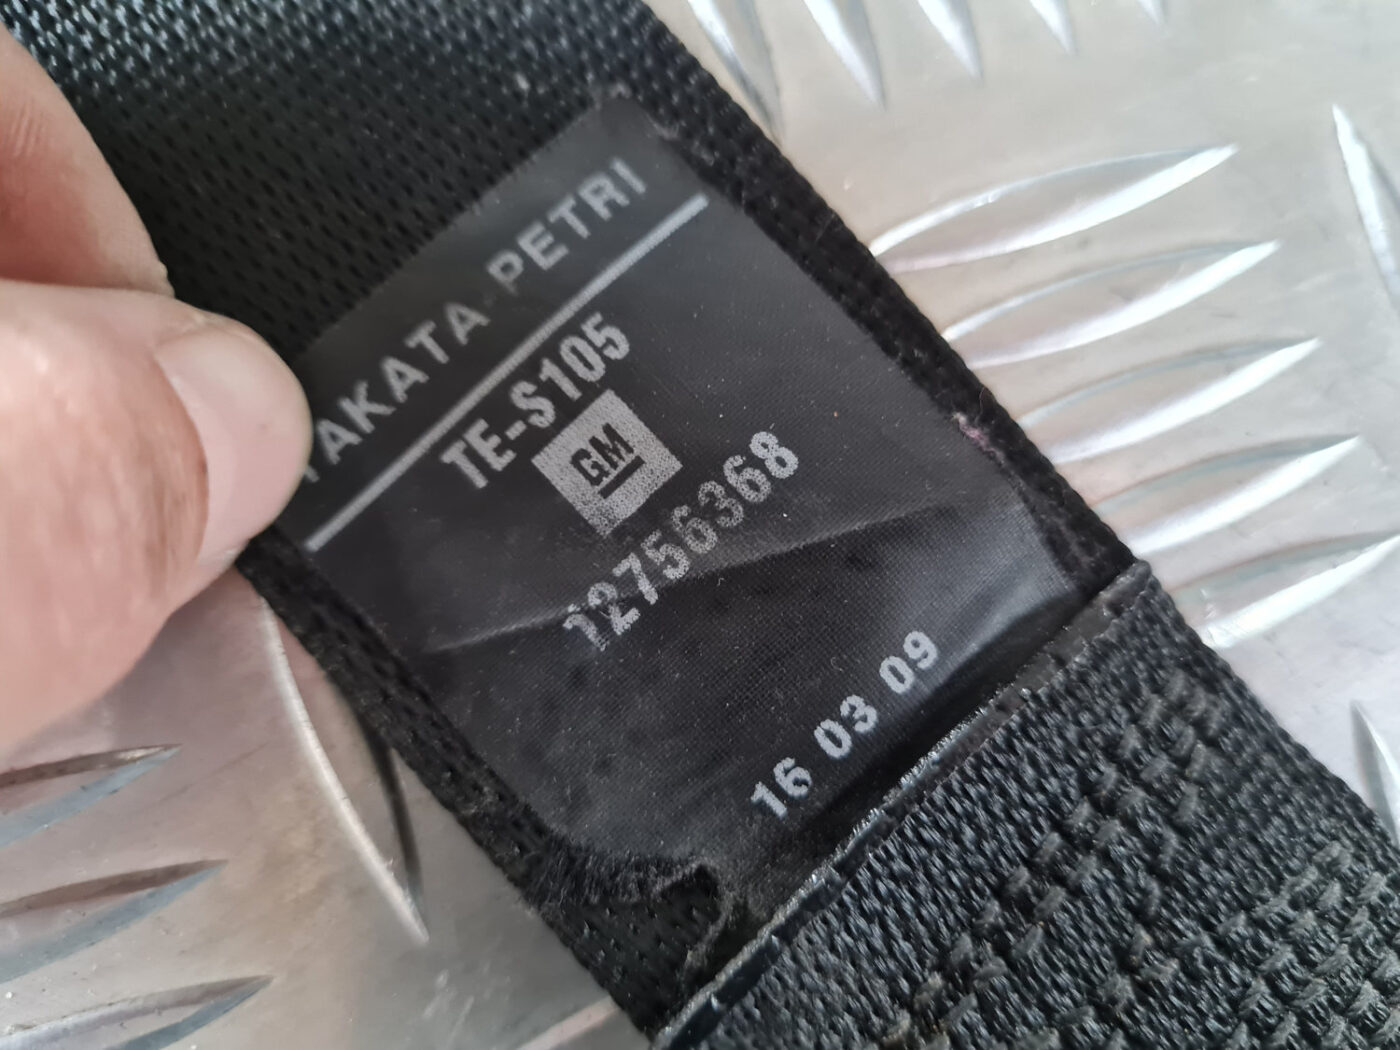 TAKATA-PETRI
TE-S105
GM
12756368
16 03 09